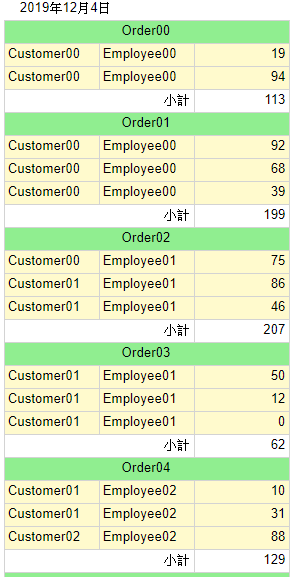 2019年12月4日
Order00
Customer00 Employee00 19
Customer00 Employee00 94
小計 113
Order01
Customer00 Employee00 92
Customer00 Employee00 68
Customer00 Employee00 39
小計 199
Order02
Customer00 Employee01 75
Customer01 Employee01 86
Customer01 Employee01 46
小計 207
Order03
Customer01 Employee01 50
Customer01 Employee01 12
Customer01 Employee01 0
小計 62
Order04
Customer01 Employee02 10
Customer01 Employee02 31
Customer02 Employee02 88
小計 129